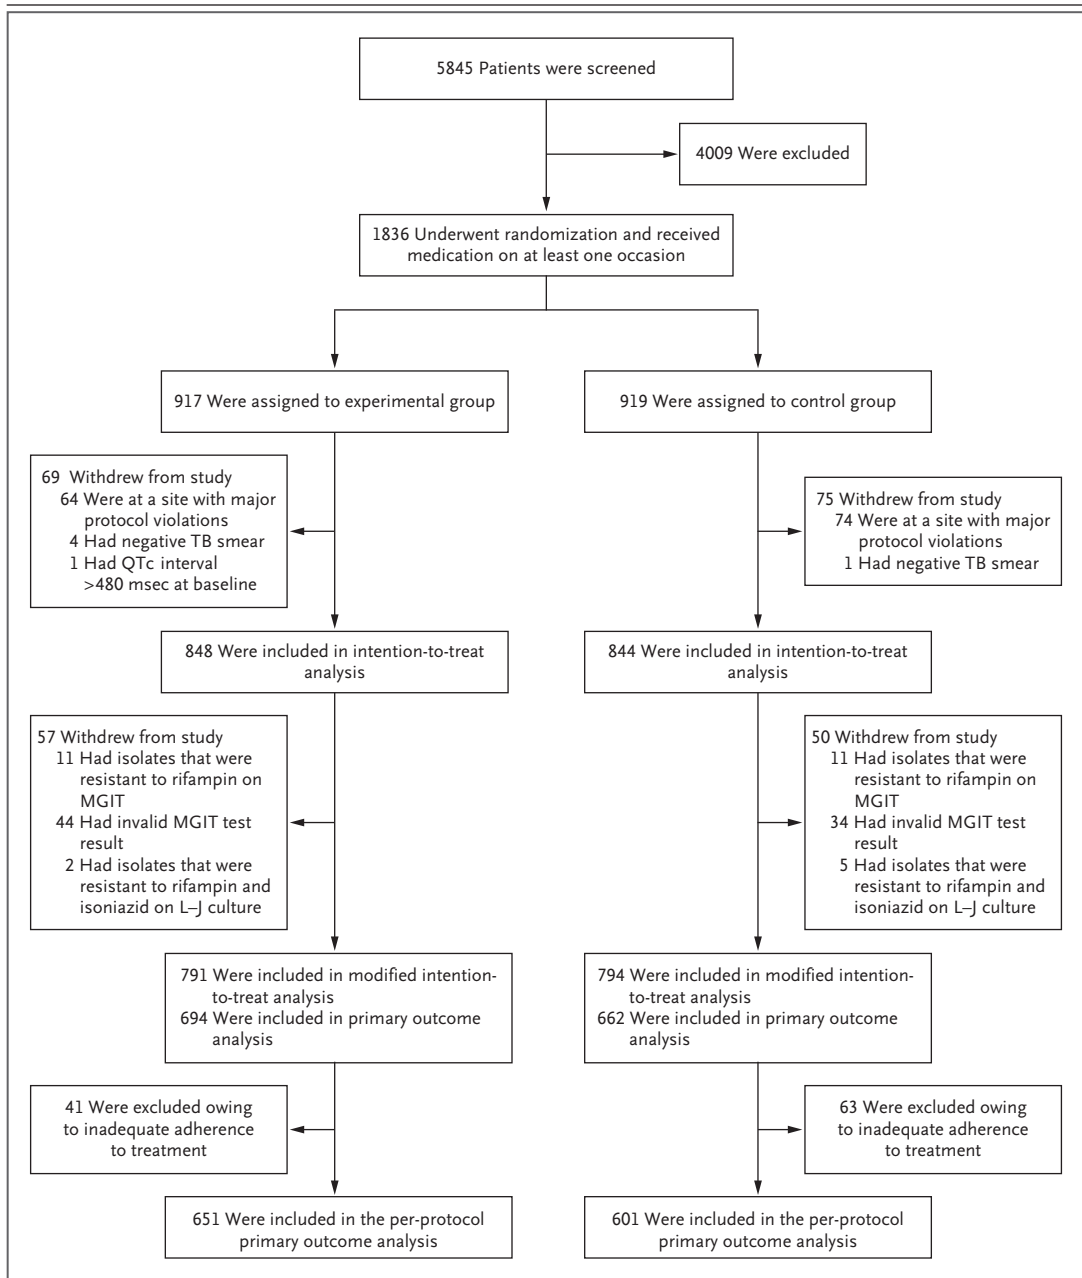 5845 Patients were screened
4009 Were excluded
1836 Underwent randomization and received
medication on at least one occasion
917 Were assigned to experimental group
919 Were assigned to control group
69 Withdrew from study
64 Were at a site with major
protocol violations
4 Had negative TB smear
1 Had QTc interval
>480 msec at baseline
75 Withdrew from study
74 Were at a site with major
protocol violations
1 Had negative TB smear
848 Were included in intention-to-treat
analysis
844 Were included in intention-to-treat
analysis
57 Withdrew from study
11 Had isolates that were
resistant to rifampin on
MGIT
44 Had invalid MGIT test
result
2 Had isolates that were
resistant to rifampin and
isoniazid on L–J culture
50 Withdrew from study
11 Had isolates that were
resistant to rifampin on
MGIT
34 Had invalid MGIT test
result
5 Had isolates that were
resistant to rifampin and
isoniazid on L–J culture
791 Were included in modified intention-
to-treat analysis
694 Were included in primary outcome
analysis
794 Were included in modified intention-
to-treat analysis
662 Were included in primary outcome
analysis
41 Were excluded owing
to inadequate adherence
to treatment
63 Were excluded owing
to inadequate adherence
to treatment
651 Were included in the per-protocol
primary outcome analysis
601 Were included in the per-protocol
primary outcome analysis